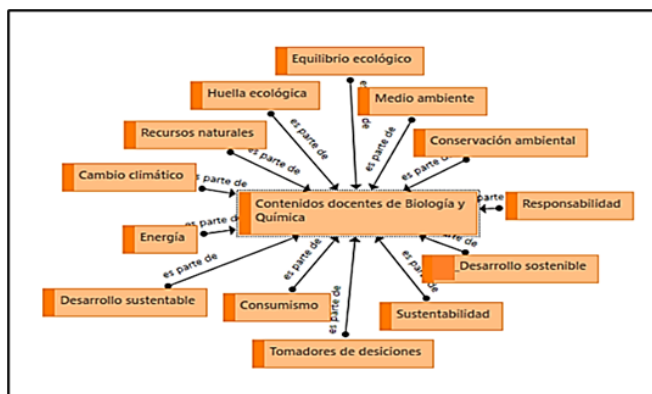 Equilibrio ecológico
Huella ecológica
Medio ambiente
Recursos naturales
Conservación ambiental
Cambio climático
Contenidos docentes de Biología y
Química
Responsabilidad
Energía
_Desarrollo sostenible
Desarrollo sustentable
Consumismo
Sustentabilidad
Tomadores de desiciones
es parte de
es parte de
es parte de
es parte de
es parte de
es parte de
es parte de
es parte de
es parte de
es parte de